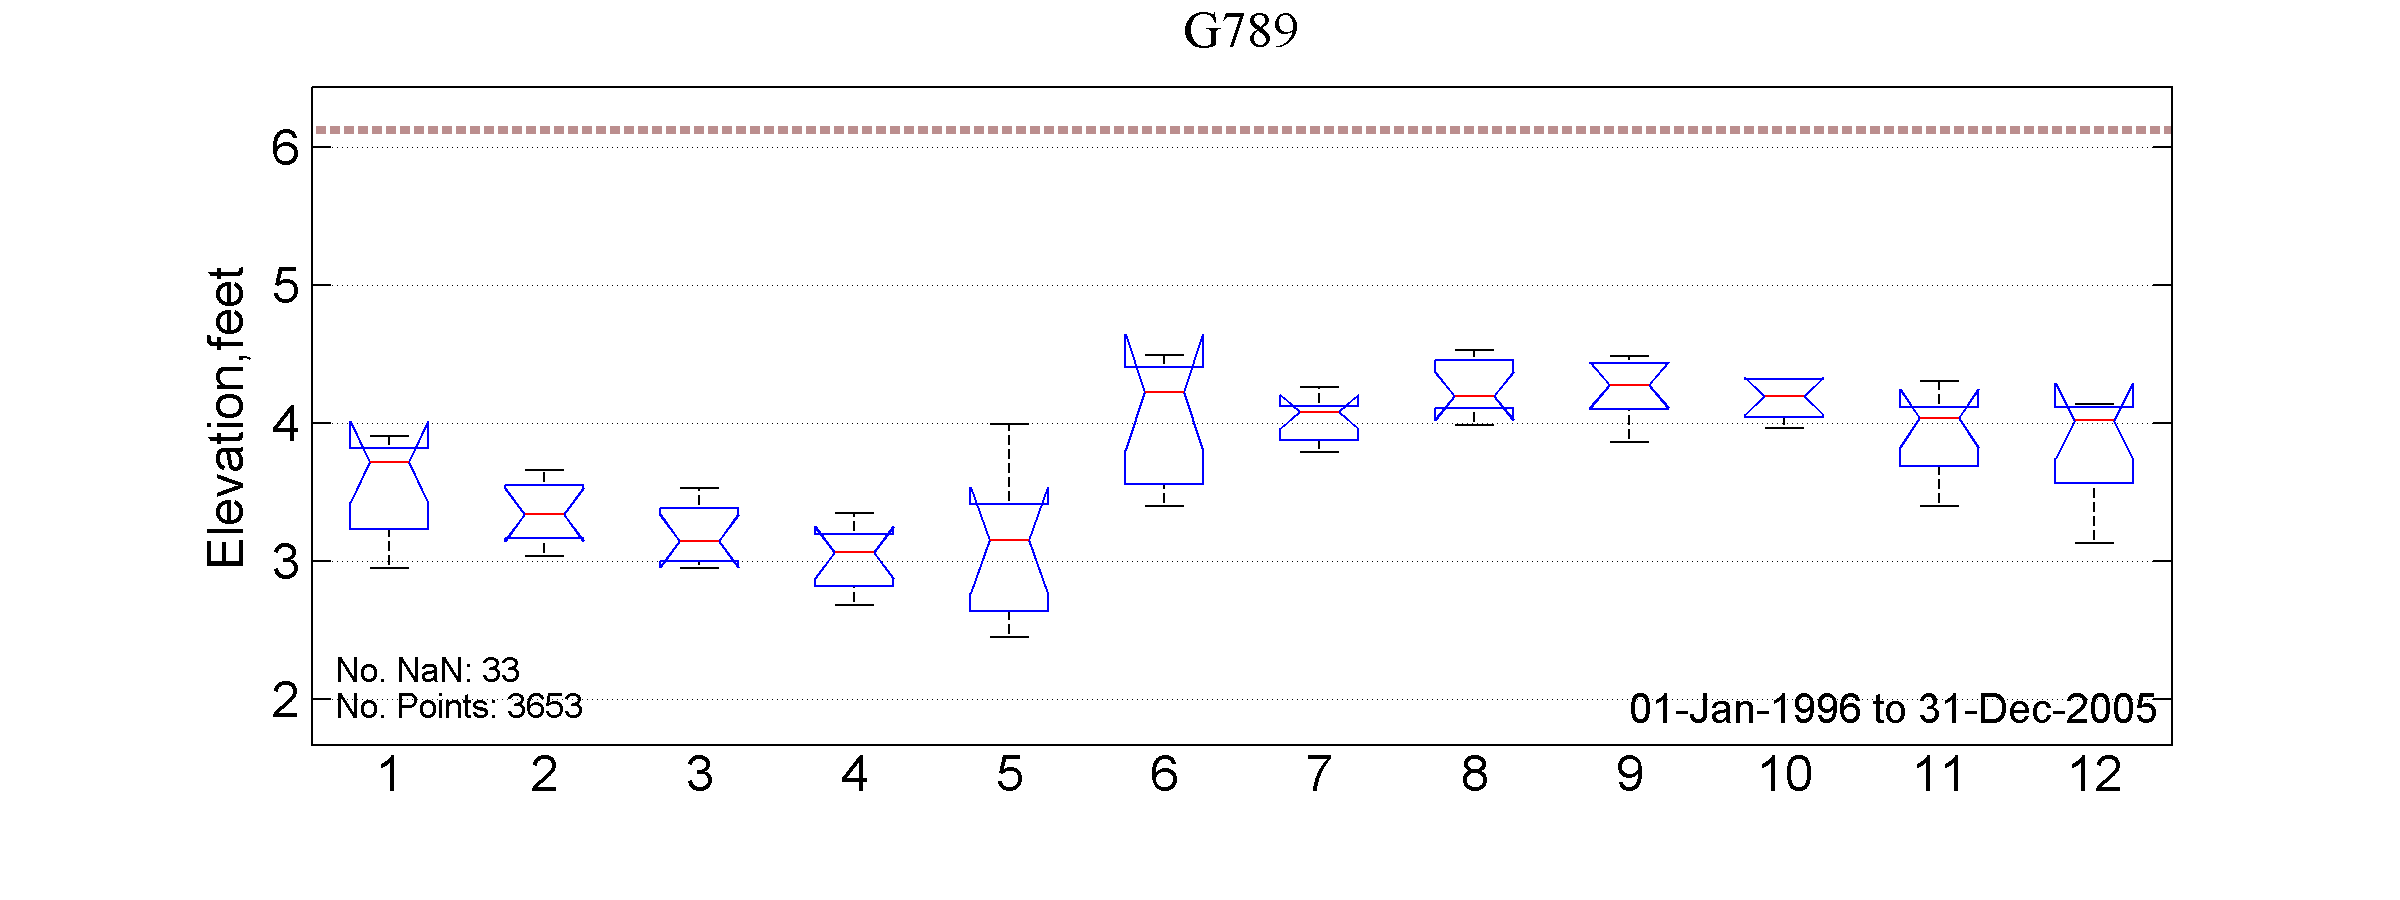 G789
Elevation,feet
6
5
4
3
2
No. NaN: 33
No. Points: 3653
01-Jan-1996 to 31-Dec-2005
1 2 3 4 5 6 7 8 9 10 11 12